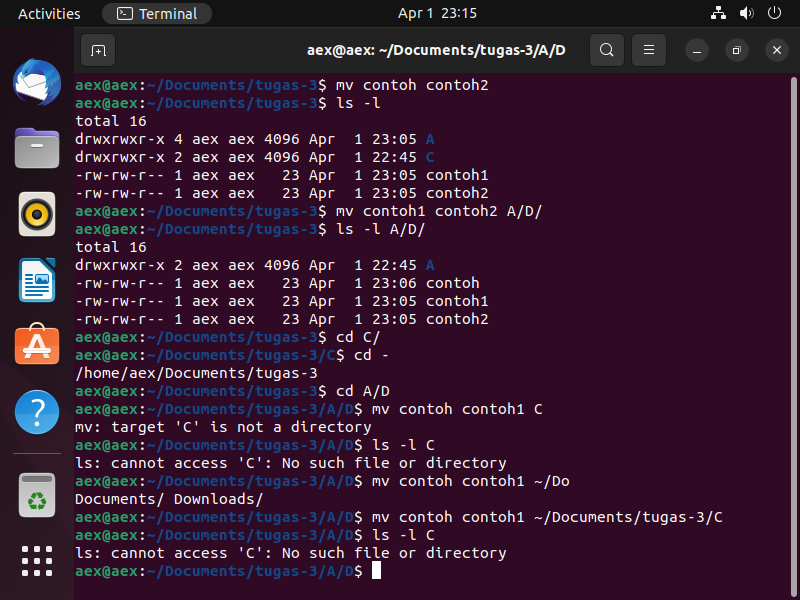 Activities Terminal Apr 1 23:15
aex@aex: ~/Documents/tugas-3/A/D
aex@aex:~/Documents/tugas-3$ mv contoh contoh2
aex@aex:~/Documents/tugas-3$ ls -l
total 16
drwxrwxr-x 4 aex aex 4096 Apr  1 23:05 A
drwxrwxr-x 2 aex aex 4096 Apr  1 22:45 C
-rw-rw-r-- 1 aex aex   23 Apr  1 23:05 contoh1
-rw-rw-r-- 1 aex aex   23 Apr  1 23:05 contoh2
aex@aex:~/Documents/tugas-3$ mv contoh1 contoh2 A/D/
aex@aex:~/Documents/tugas-3$ ls -l A/D/
total 16
drwxrwxr-x 2 aex aex 4096 Apr  1 22:45 A
-rw-rw-r-- 1 aex aex   23 Apr  1 23:06 contoh
-rw-rw-r-- 1 aex aex   23 Apr  1 23:05 contoh1
-rw-rw-r-- 1 aex aex   23 Apr  1 23:05 contoh2
aex@aex:~/Documents/tugas-3$ cd C/
aex@aex:~/Documents/tugas-3/C$ cd -
/home/aex/Documents/tugas-3
aex@aex:~/Documents/tugas-3$ cd A/D
aex@aex:~/Documents/tugas-3/A/D$ mv contoh contoh1 C
mv: target 'C' is not a directory
aex@aex:~/Documents/tugas-3/A/D$ ls -l C
ls: cannot access 'C': No such file or directory
aex@aex:~/Documents/tugas-3/A/D$ mv contoh contoh1 ~/Do
Documents/ Downloads/
aex@aex:~/Documents/tugas-3/A/D$ mv contoh contoh1 ~/Documents/tugas-3/C
aex@aex:~/Documents/tugas-3/A/D$ ls -l C
ls: cannot access 'C': No such file or directory
aex@aex:~/Documents/tugas-3/A/D$